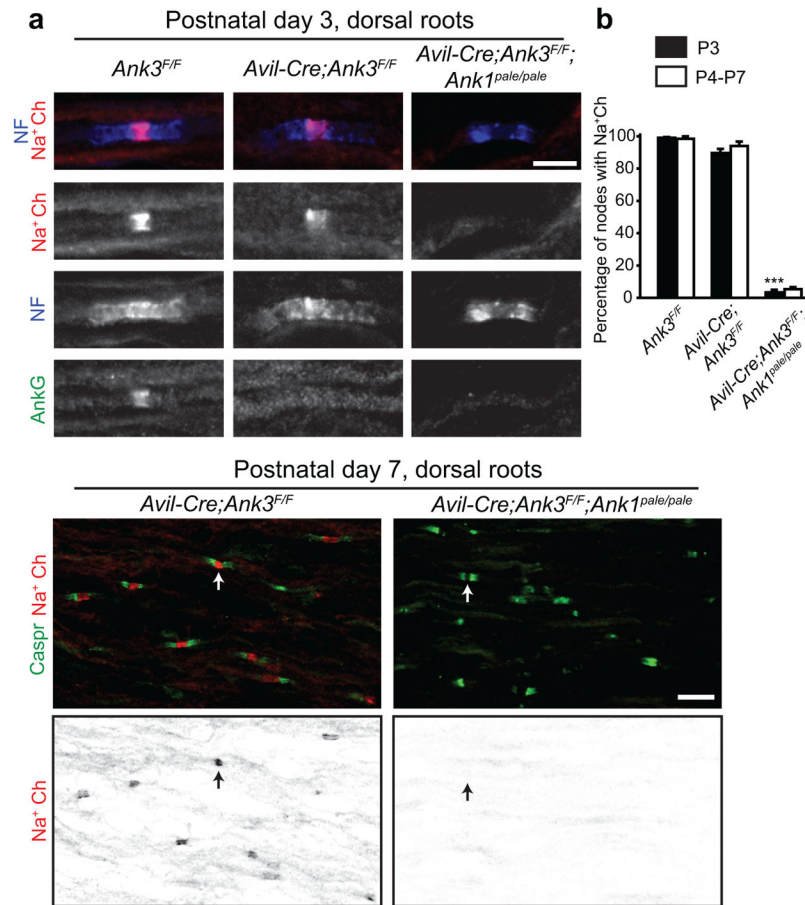 a
Postnatal day 3, dorsal roots
Ank3F/F
Avil-Cre;Ank3F/F
Avil-Cre;Ank3F/F;
Ank1pale/pale
NF
Na+ Ch
Na+ Ch
NF
AnkG
b
P3
P4-P7
Percentage of nodes with Na+Ch
100
80
60
40
20
0
***
Ank3F/F
Avil-Cre;
Ank3F/F
Avil-Cre;Ank3F/F;
Ank1pale/pale
Postnatal day 7, dorsal roots
Avil-Cre;Ank3F/F
Avil-Cre;Ank3F/F;Ank1pale/pale
Caspr Na+ Ch
Na+ Ch